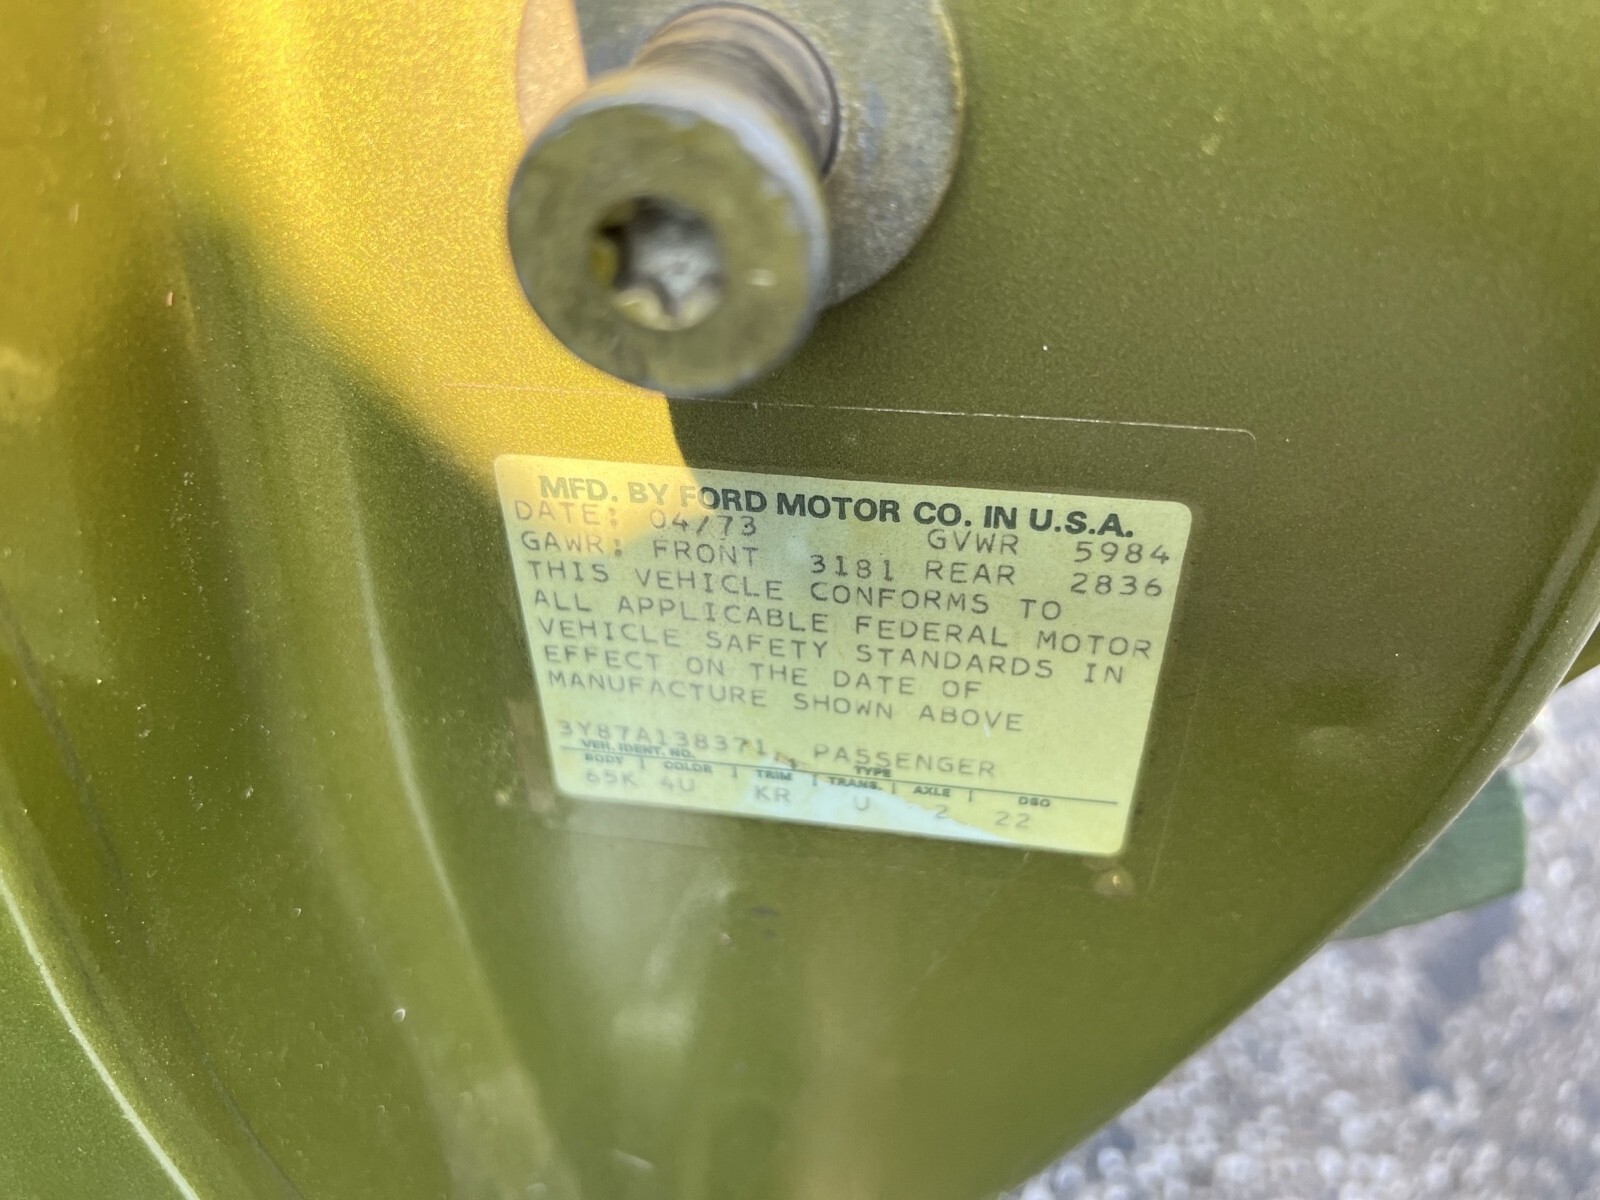 MFD. BY FORD MOTOR CO. IN U.S.A.
DATE: 04/73 GVWR 5984
GAWR: FRONT 3181 REAR 2836
THIS VEHICLE CONFORMS TO
ALL APPLICABLE FEDERAL MOTOR
VEHICLE SAFETY STANDARDS IN
EFFECT ON THE DATE OF
MANUFACTURE SHOWN ABOVE
3Y87A138371 PASSENGER
VEH. IDENT. NO. TYPE
BODY | COLOR | TRIM | TRANS. | AXLE | DSO
65K 4U KR U 2 22